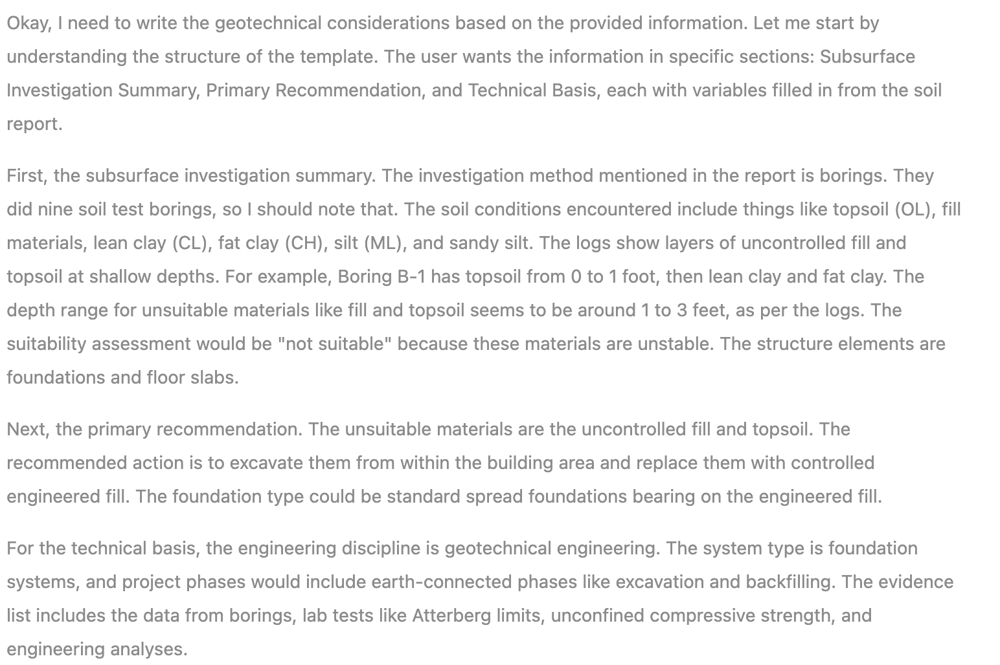 Okay, I need to write the geotechnical considerations based on the provided information. Let me start by
understanding the structure of the template. The user wants the information in specific sections: Subsurface
Investigation Summary, Primary Recommendation, and Technical Basis, each with variables filled in from the soil
report.
First, the subsurface investigation summary. The investigation method mentioned in the report is borings. They
did nine soil test borings, so I should note that. The soil conditions encountered include things like topsoil (OL), fill
materials, lean clay (CL), fat clay (CH), silt (ML), and sandy silt. The logs show layers of uncontrolled fill and
topsoil at shallow depths. For example, Boring B-1 has topsoil from 0 to 1 foot, then lean clay and fat clay. The
depth range for unsuitable materials like fill and topsoil seems to be around 1 to 3 feet, as per the logs. The
suitability assessment would be "not suitable" because these materials are unstable. The structure elements are
foundations and floor slabs.
Next, the primary recommendation. The unsuitable materials are the uncontrolled fill and topsoil. The
recommended action is to excavate them from within the building area and replace them with controlled
engineered fill. The foundation type could be standard spread foundations bearing on the engineered fill.
For the technical basis, the engineering discipline is geotechnical engineering. The system type is foundation
systems, and project phases would include earth-connected phases like excavation and backfilling. The evidence
list includes the data from borings, lab tests like Atterberg limits, unconfined compressive strength, and
engineering analyses.